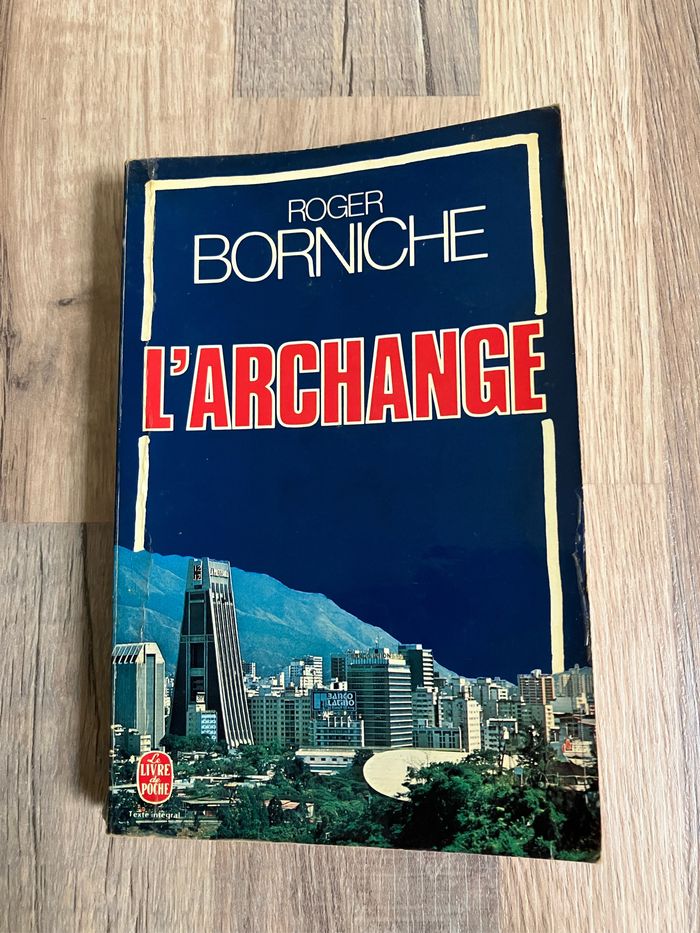 ROGER
BORNICHE
L'ARCHANGE
BANCO
LATINO
Le
LIVRE
de
POCHE
Texte intégral